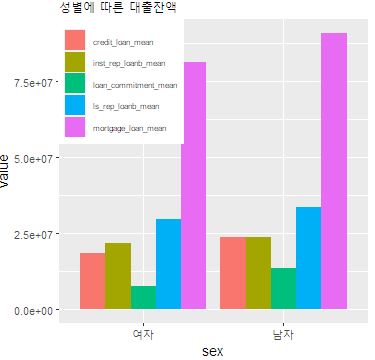 성별에 따른 대출잔액
credit_loan_mean
inst_rep_loanb_mean
loan_commitment_mean
ls_rep_loanb_mean
mortgage_loan_mean
value
7.5e+07
5.0e+07
2.5e+07
0.0e+00
여자 남자
sex